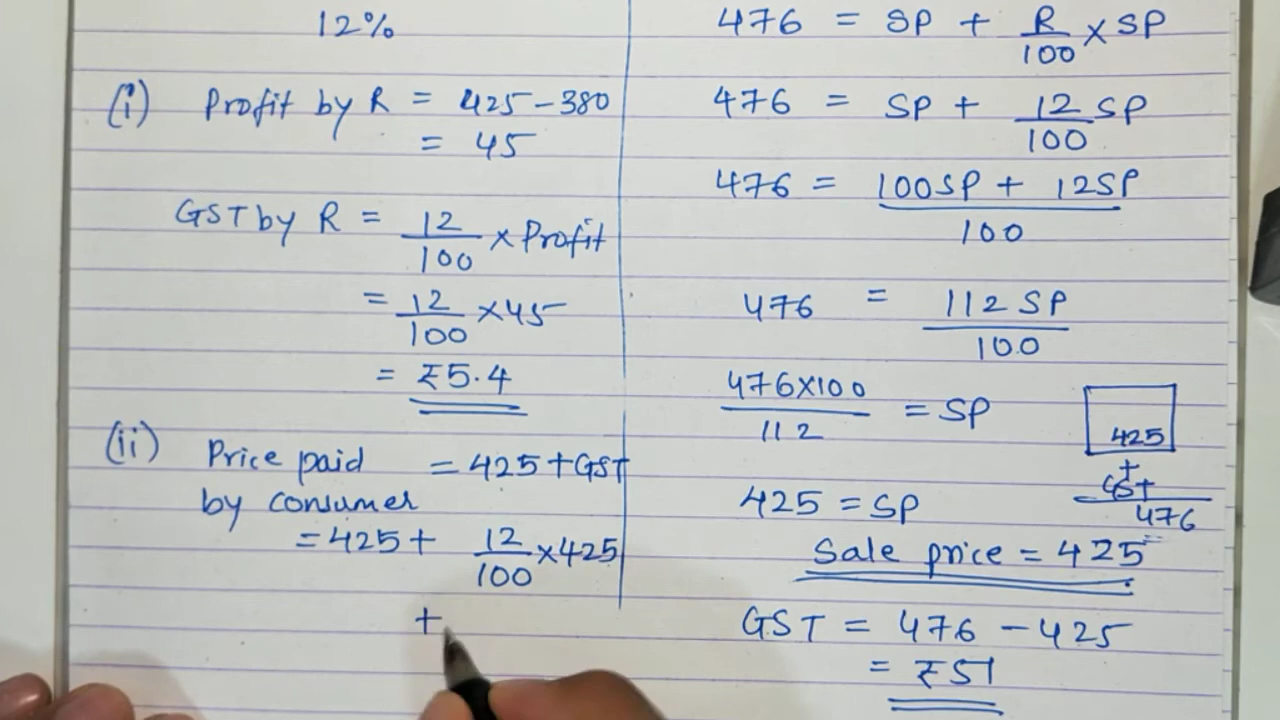 12%
(i) Profit by R = 425 - 380
= 45
GST by R = 12/100 × Profit
= 12/100 × 45
= ₹5.4
(ii) Price paid = 425 + GST
by consumer
= 425 + 12/100 × 425
+
476 = SP + R/100 × SP
476 = SP + 12/100 SP
476 = 100SP + 12SP / 100
476 = 112 SP / 100
476×100 / 112 = SP
425 = SP
Sale price = 425
GST = 476 - 425
= ₹51
425
+
GST
476